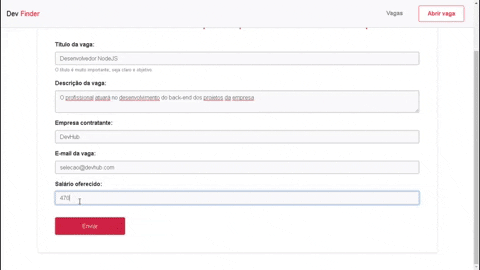 Dev Finder
Vagas
Abrir vaga
Título da vaga:
Desenvolvedor NodeJS
O título é muito importante, seja claro e objetivo
Descrição da vaga:
O profissional atuará no desenvolvimento do back-end dos projetos da empresa
Empresa contratante:
DevHub
E-mail da vaga:
selecao@devhub.com
Salário oferecido:
470
Enviar